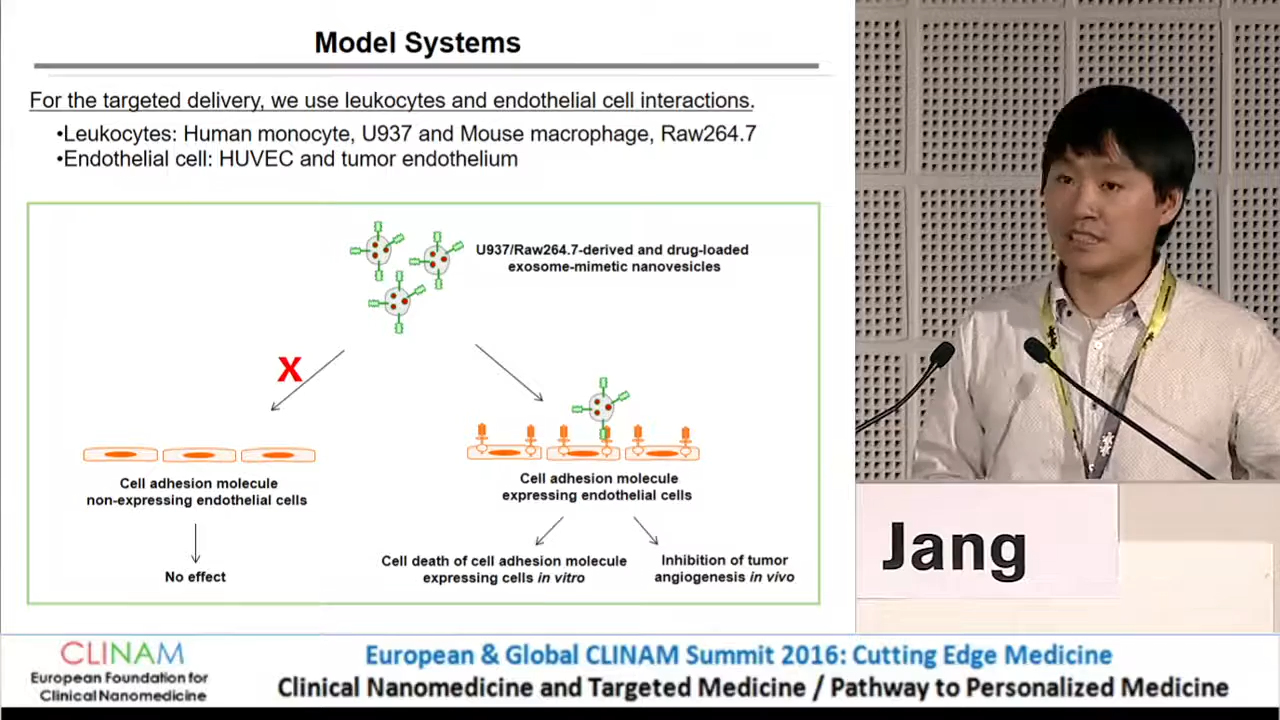 Model Systems
For the targeted delivery, we use leukocytes and endothelial cell interactions.
•Leukocytes: Human monocyte, U937 and Mouse macrophage, Raw264.7
•Endothelial cell: HUVEC and tumor endothelium
U937/Raw264.7-derived and drug-loaded
exosome-mimetic nanovesicles
X
Cell adhesion molecule
non-expressing endothelial cells
No effect
Cell adhesion molecule
expressing endothelial cells
Cell death of cell adhesion molecule
expressing cells in vitro
Inhibition of tumor
angiogenesis in vivo
Jang
CLINAM
European Foundation for
Clinical Nanomedicine
European & Global CLINAM Summit 2016: Cutting Edge Medicine
Clinical Nanomedicine and Targeted Medicine / Pathway to Personalized Medicine